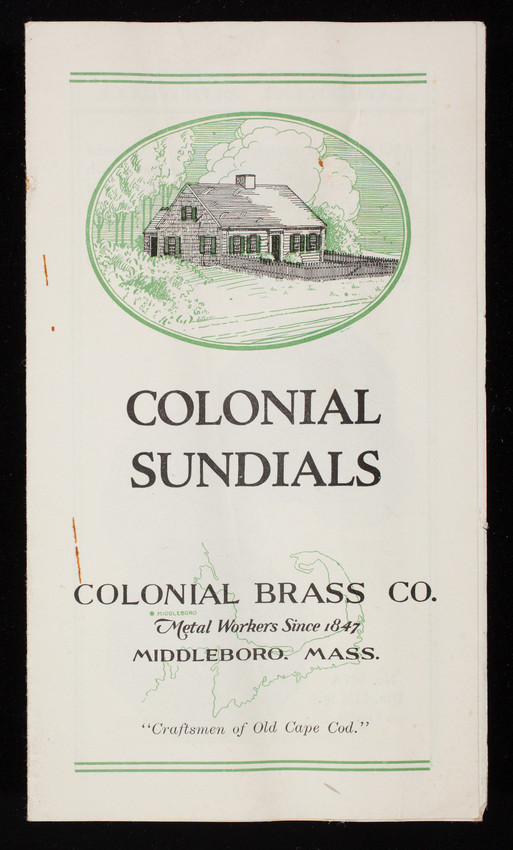 COLONIAL
SUNDIALS
COLONIAL BRASS CO.
MIDDLEBORO
Metal Workers Since 1847
MIDDLEBORO. MASS.
"Craftsmen of Old Cape Cod."